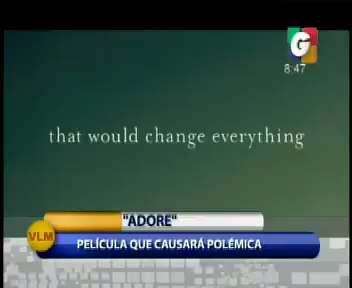 G
8:47
that would change everything
"ADORE"
VLM
PELÍCULA QUE CAUSARÁ POLÉMICA